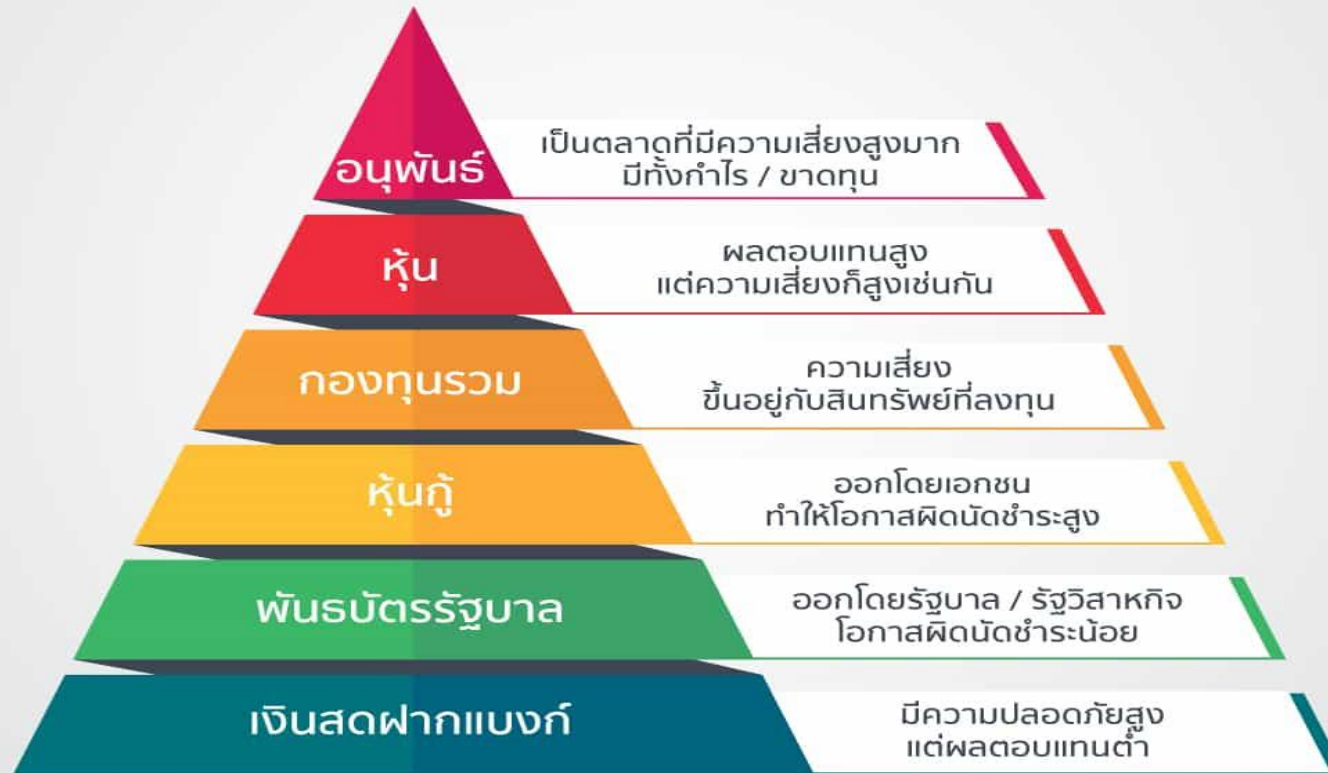 อนุพันธ์
เป็นตลาดที่มีความเสี่ยงสูงมาก
มีทั้งกำไร / ขาดทุน
หุ้น
ผลตอบแทนสูง
แต่ความเสี่ยงก็สูงเช่นกัน
กองทุนรวม
ความเสี่ยง
ขึ้นอยู่กับสินทรัพย์ที่ลงทุน
หุ้นกู้
ออกโดยเอกชน
ทำให้โอกาสผิดนัดชำระสูง
พันธบัตรรัฐบาล
ออกโดยรัฐบาล / รัฐวิสาหกิจ
โอกาสผิดนัดชำระน้อย
เงินสดฝากแบงก์
มีความปลอดภัยสูง
แต่ผลตอบแทนต่ำ